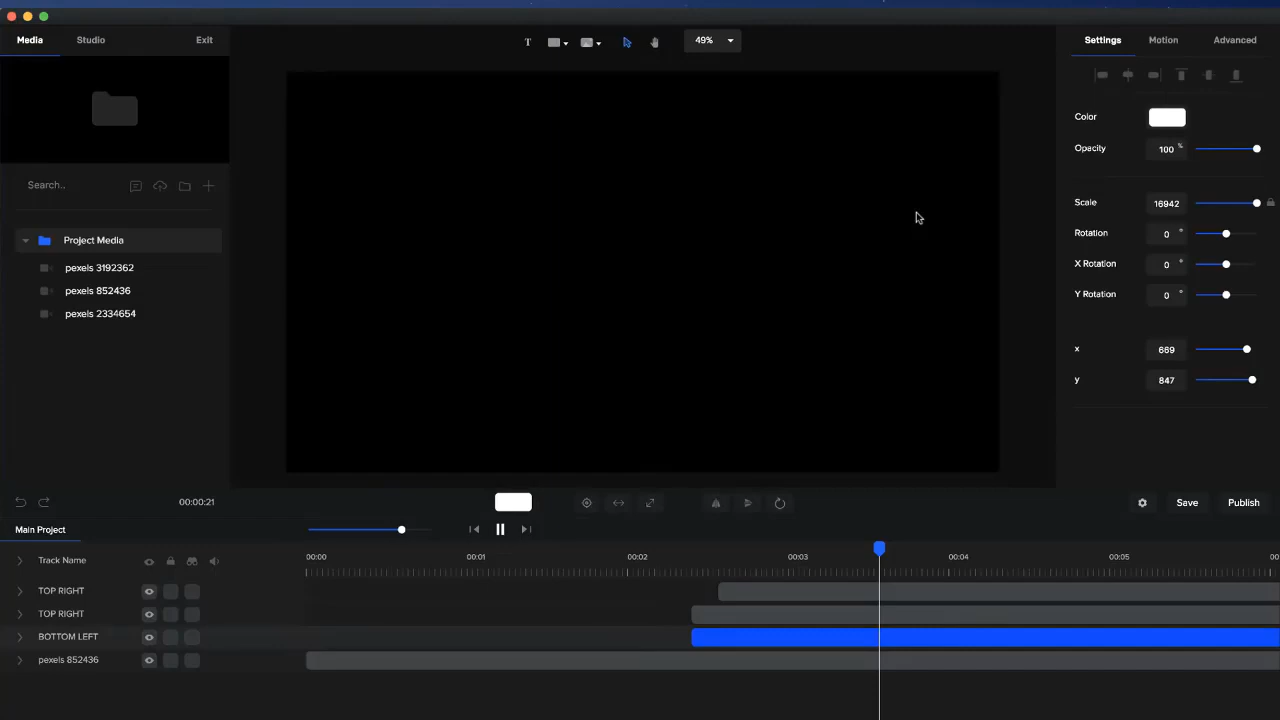 Media Studio Exit
T 49%
Settings Motion Advanced
Color
Opacity 100 %
Search..
Scale 16942
Rotation 0 °
Project Media
X Rotation 0 °
pexels 3192362
pexels 852436
Y Rotation 0 °
pexels 2334654
x 669
y 847
00:00:21
Save Publish
Main Project
Track Name
00:00 00:01 00:02 00:03 00:04 00:05 00
TOP RIGHT
TOP RIGHT
BOTTOM LEFT
pexels 852436